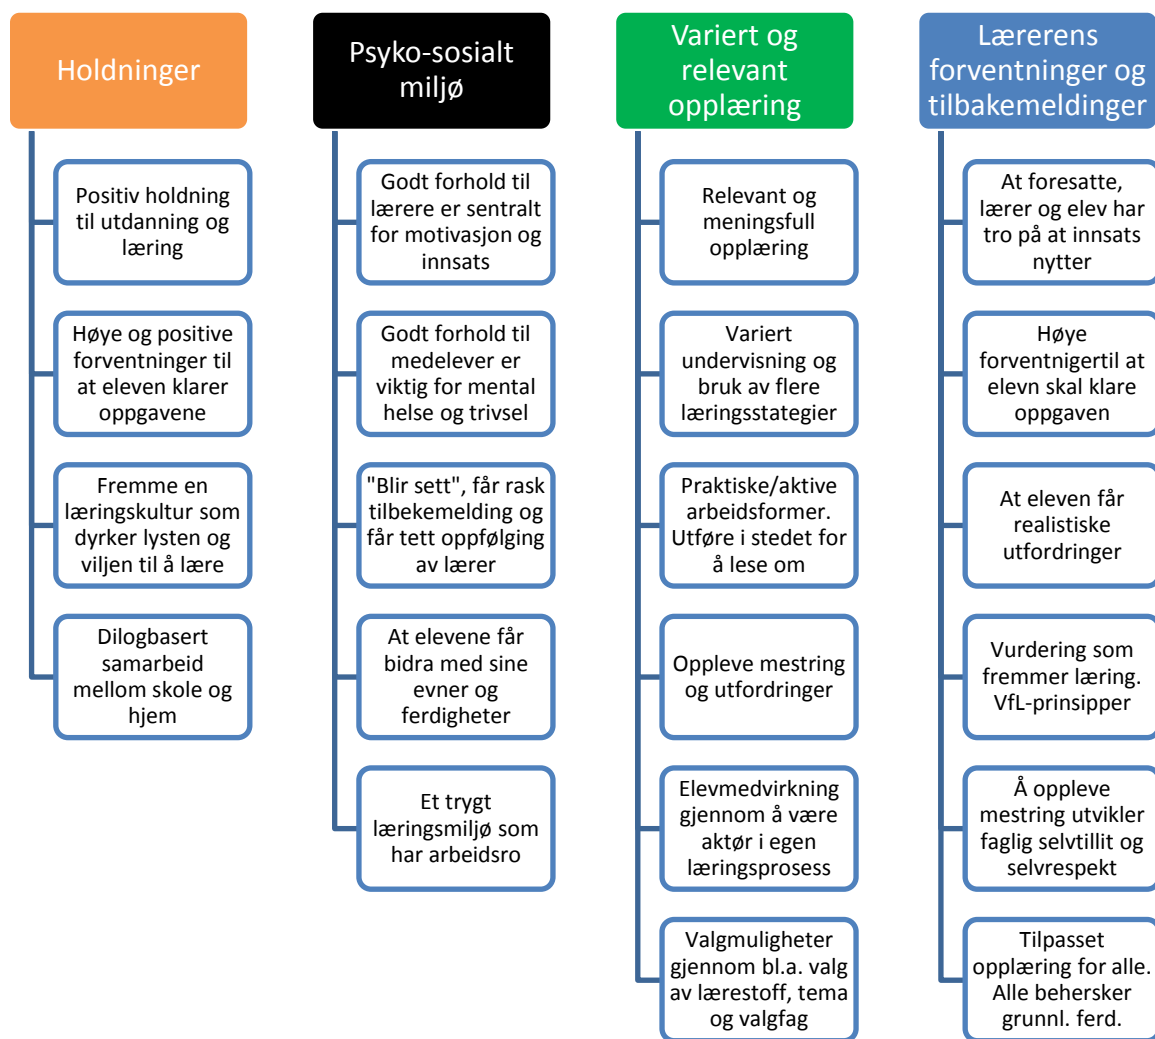 Holdninger
Positiv holdning
til utdanning og
læring
Høye og positive
forventninger til
at eleven klarer
oppgavene
Fremme en
læringskultur som
dyrker lysten og
viljen til å lære
Dilogbasert
samarbeid
mellom skole og
hjem
Psyko-sosialt
miljø
Godt forhold til
lærere er sentralt
for motivasjon og
innsats
Godt forhold til
medelever er
viktig for mental
helse og trivsel
"Blir sett", får rask
tilbekemelding og
får tett oppfølging
av lærer
At elevene får
bidra med sine
evner og
ferdigheter
Et trygt
læringsmiljø som
har arbeidsro
Variert og
relevant
opplæring
Relevant og
meningsfull
opplæring
Variert
undervisning og
bruk av flere
læringsstategier
Praktiske/aktive
arbeidsformer.
Utføre i stedet for
å lese om
Oppleve mestring
og utfordringer
Elevmedvirkning
gjennom å være
aktør i egen
læringsprosess
Valgmuligheter
gjennom bl.a. valg
av lærestoff, tema
og valgfag
Lærerens
forventninger og
tilbakemeldinger
At foresatte,
lærer og elev har
tro på at innsats
nytter
Høye
forventnigertil at
elevn skal klare
oppgaven
At eleven får
realistiske
utfordringer
Vurdering som
fremmer læring.
VfL-prinsipper
Å oppleve
mestring utvikler
faglig selvtillit og
selvrespekt
Tilpasset
opplæring for alle.
Alle behersker
grunnl. ferd.